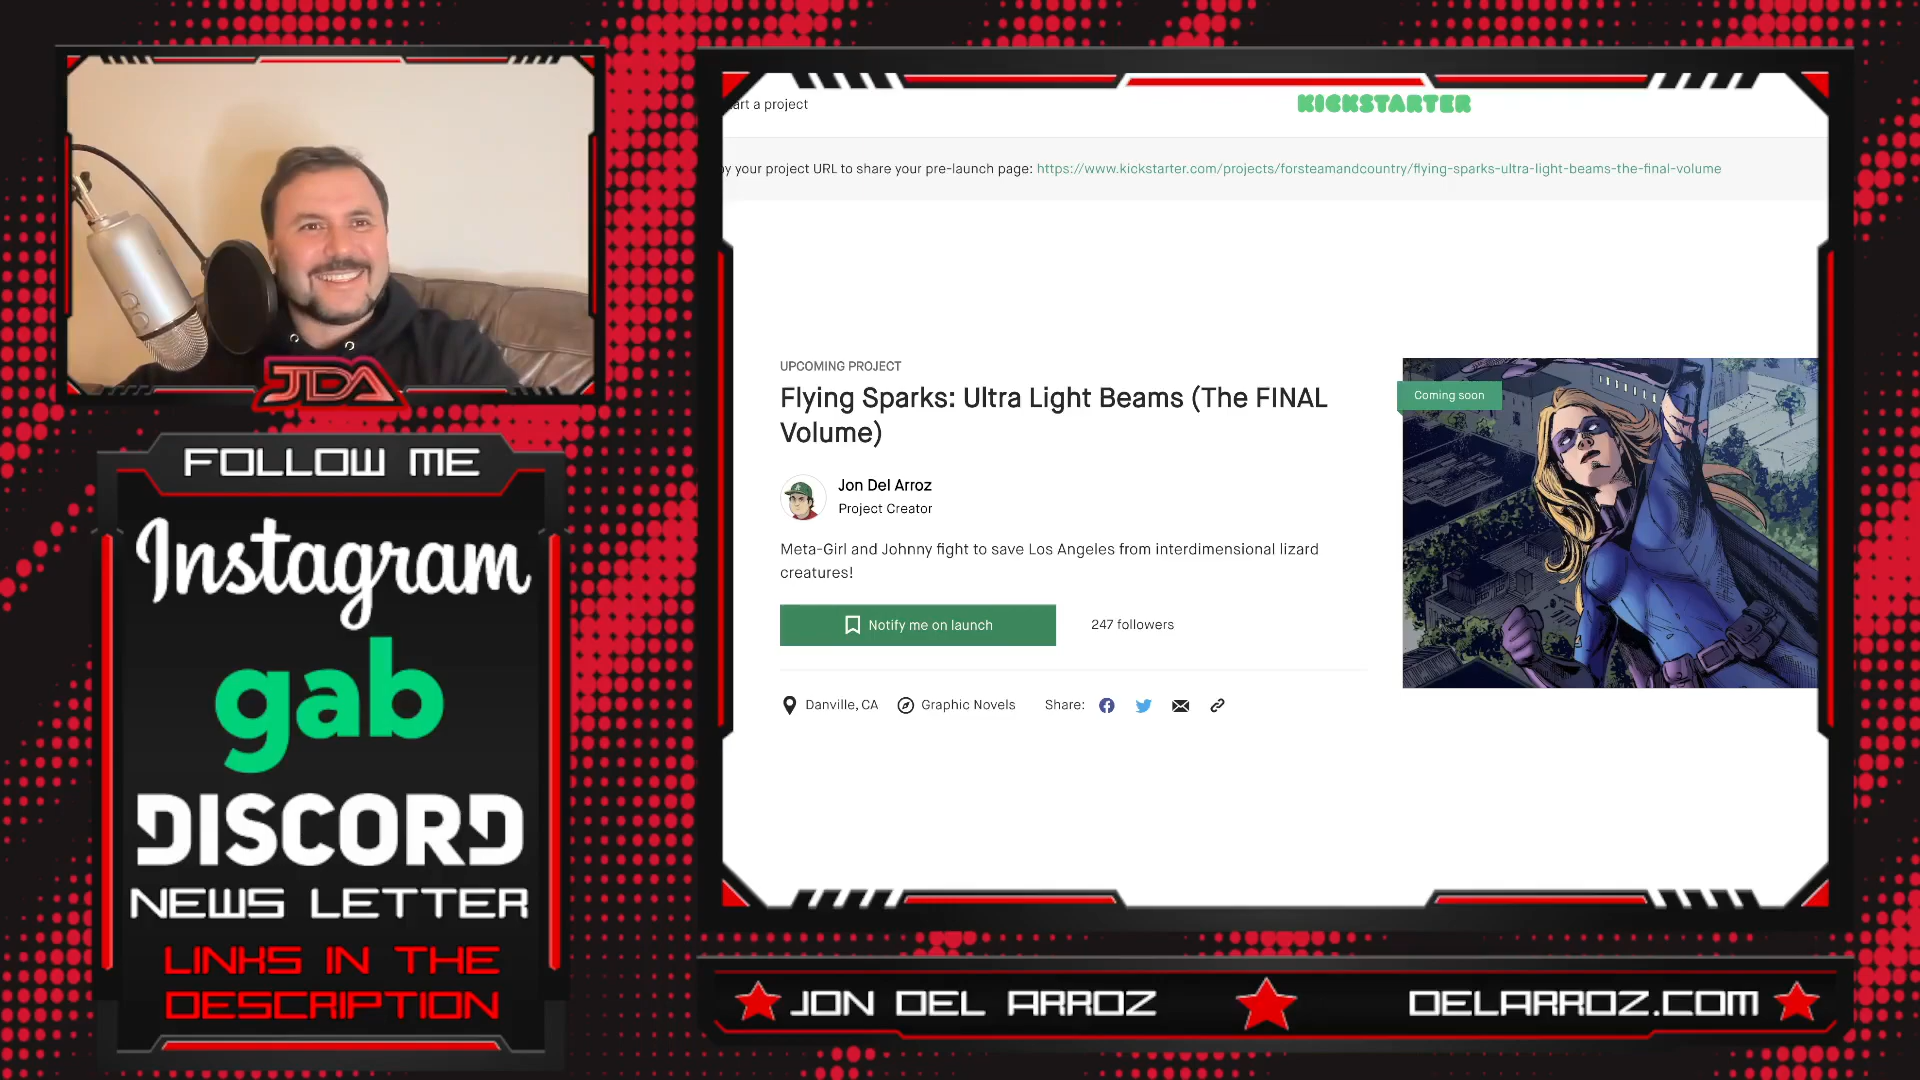 JDA
FOLLOW ME
Instagram
gab
DISCORD
NEWS LETTER
LINKS IN THE
DESCRIPTION
art a project
KICKSTARTER
y your project URL to share your pre-launch page: https://www.kickstarter.com/projects/forsteamandcountry/flying-sparks-ultra-light-beams-the-final-volume
UPCOMING PROJECT
Flying Sparks: Ultra Light Beams (The FINAL
Volume)
Jon Del Arroz
Project Creator
Meta-Girl and Johnny fight to save Los Angeles from interdimensional lizard
creatures!
Notify me on launch
247 followers
Danville, CA
Graphic Novels
Share:
Coming soon
JON DEL ARROZ
DELARROZ.COM